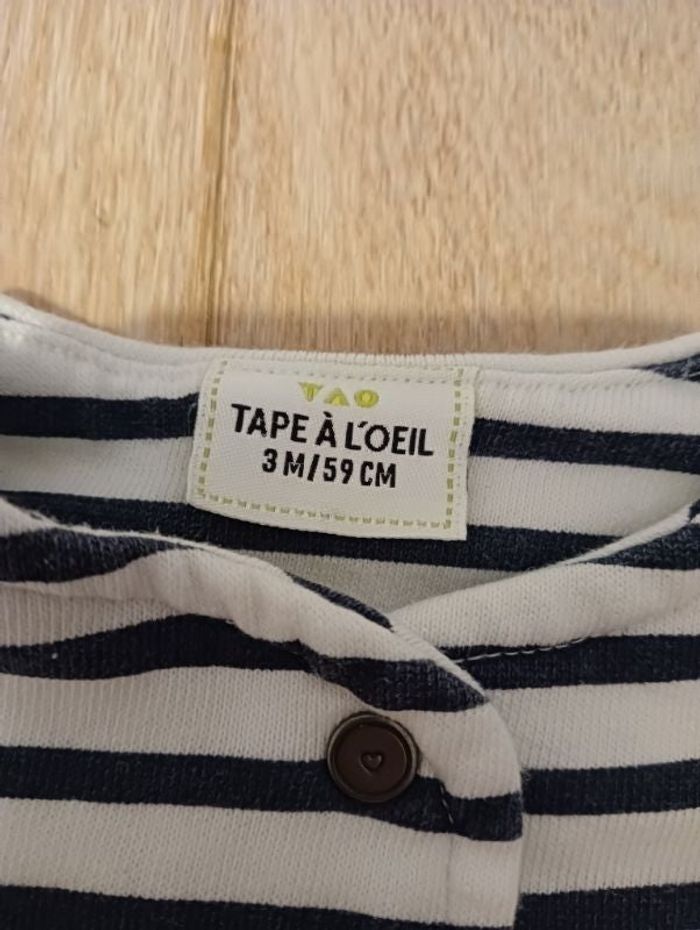 TAO
TAPE À L'OEIL
3 M/59 CM